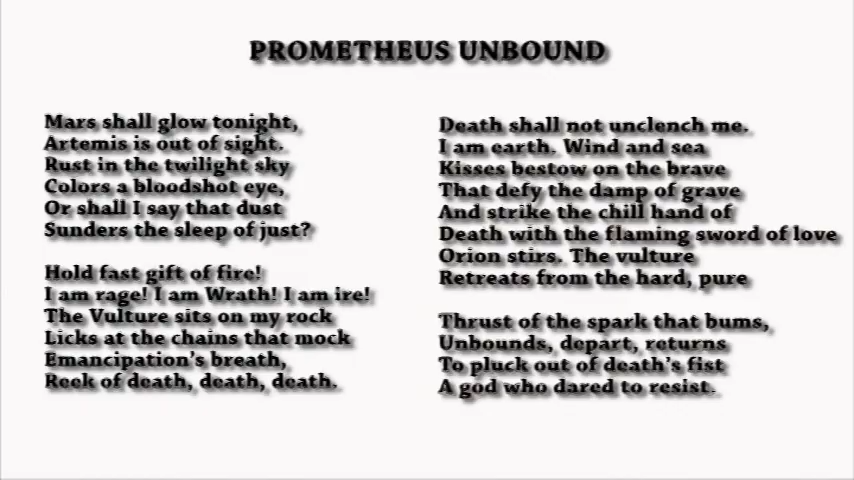 PROMETHEUS UNBOUND
Mars shall glow tonight,
Artemis is out of sight.
Rust in the twilight sky
Colors a bloodshot eye,
Or shall I say that dust
Sunders the sleep of just?
Hold fast gift of fire!
I am rage! I am Wrath! I am ire!
The Vulture sits on my rock
Licks at the chains that mock
Emancipation's breath,
Reek of death, death, death.
Death shall not unclench me.
I am earth. Wind and sea
Kisses bestow on the brave
That defy the damp of grave
And strike the chill hand of
Death with the flaming sword of love
Orion stirs. The vulture
Retreats from the hard, pure
Thrust of the spark that bums,
Unbounds, depart, returns
To pluck out of death's fist
A god who dared to resist.